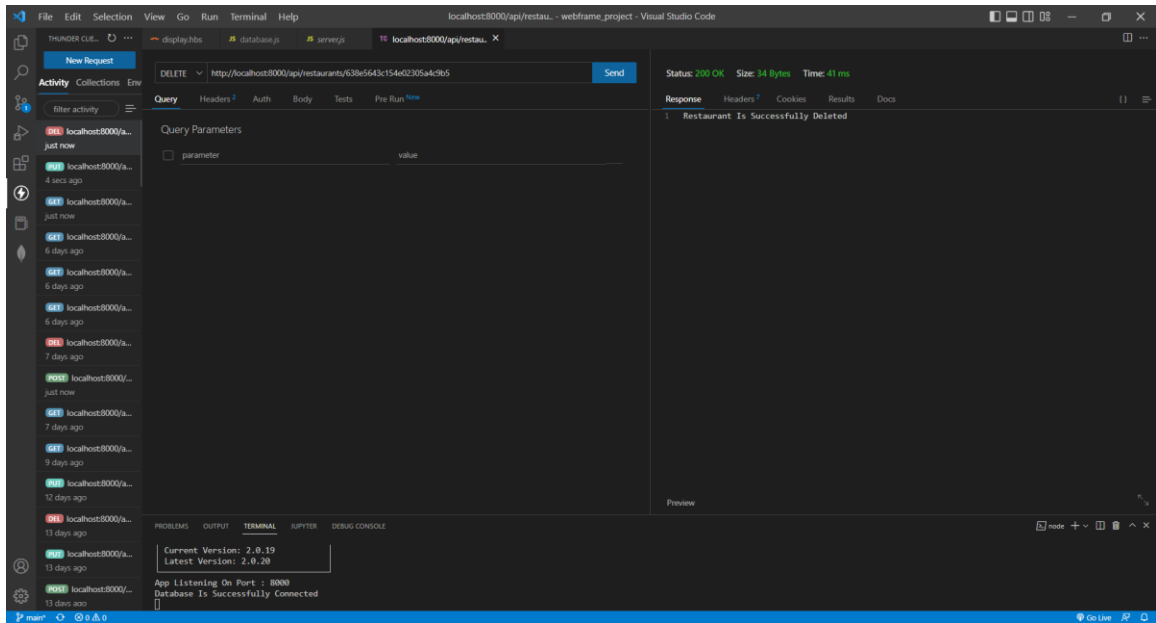 File Edit Selection View Go Run Terminal Help
localhost:8000/api/restau.. - webframe_project - Visual Studio Code
THUNDER CLIE...
display.hbs
JS database.js
JS server.js
TC localhost:8000/api/restau..
New Request
Activity Collections Env
filter activity
DEL localhost:8000/a...
just now
PUT localhost:8000/a...
4 secs ago
GET localhost:8000/a...
just now
GET localhost:8000/a...
6 days ago
GET localhost:8000/a...
6 days ago
GET localhost:8000/a...
6 days ago
DEL localhost:8000/a...
7 days ago
POST localhost:8000/...
just now
GET localhost:8000/a...
7 days ago
GET localhost:8000/a...
9 days ago
PUT localhost:8000/a...
12 days ago
DEL localhost:8000/a...
13 days ago
PUT localhost:8000/a...
13 days ago
POST localhost:8000/...
13 days ago
DELETE http://localhost:8000/api/restaurants/638e5643c154e02305a4c9b5 Send
Query Headers 2 Auth Body Tests Pre Run New
Query Parameters
parameter value
Status: 200 OK Size: 34 Bytes Time: 41 ms
Response Headers 7 Cookies Results Docs
{ }
1 Restaurant Is Successfully Deleted
Preview
PROBLEMS OUTPUT TERMINAL JUPYTER DEBUG CONSOLE
node
Current Version: 2.0.19
Latest Version: 2.0.20
App Listening On Port : 8000
Database Is Successfully Connected
main* 0 0
Go Live